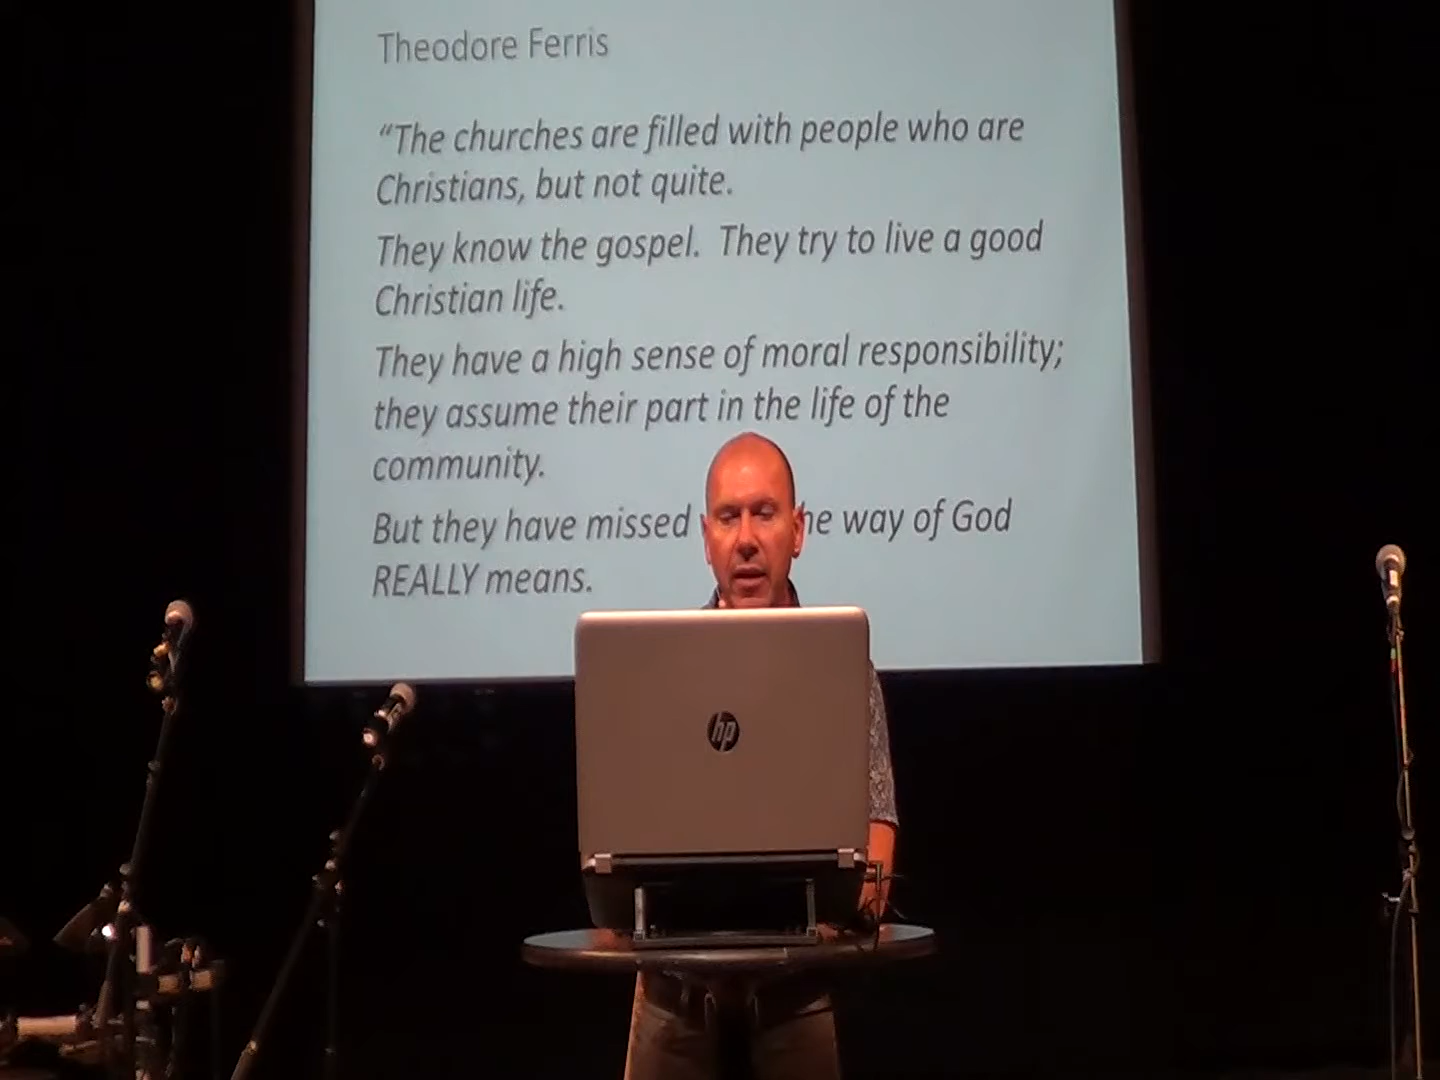 Theodore Ferris
“The churches are filled with people who are
Christians, but not quite.
They know the gospel.  They try to live a good
Christian life.
They have a high sense of moral responsibility;
they assume their part in the life of the
community.
But they have missed he way of God
REALLY means.
hp